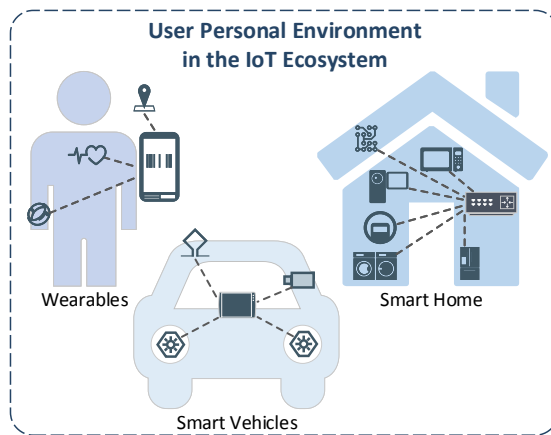 User Personal Environment
in the IoT Ecosystem
Wearables
Smart Home
Smart Vehicles